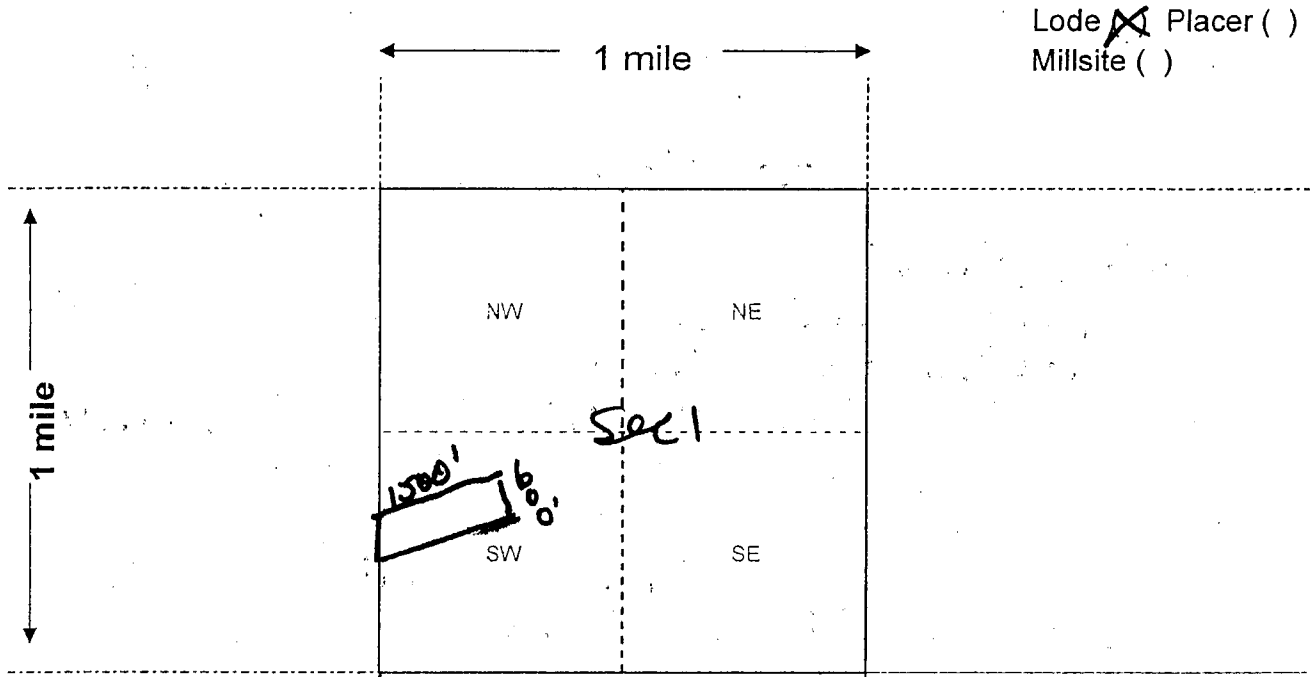 Lode (X) Placer ( )
Millsite ( )
1 mile
NW NE
1 mile
Sec 1
1500' 600'
SW SE